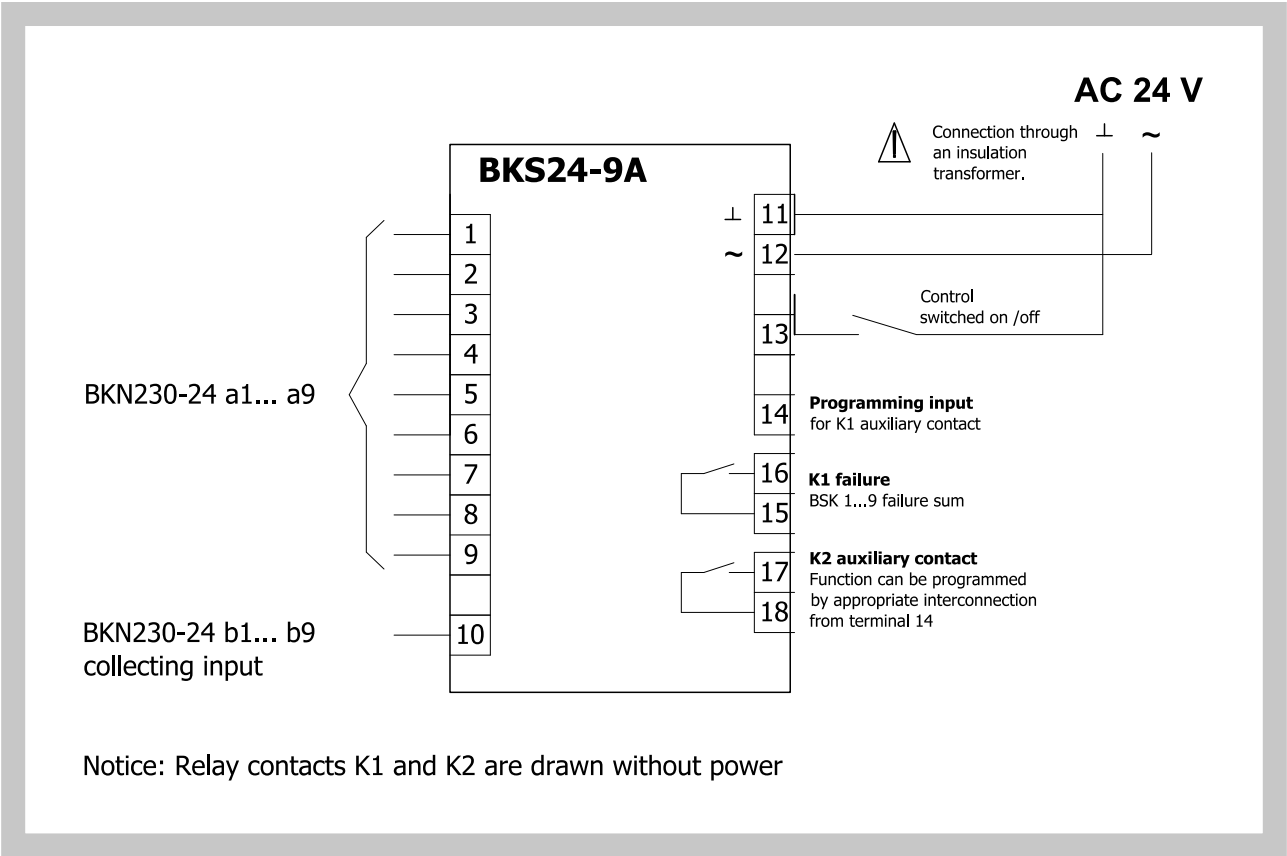 AC 24 V
Connection through
an insulation
transformer.
⊥ ~
BKS24-9A
1
2
3
4
5
6
7
8
9
10
BKN230-24 a1... a9
BKN230-24 b1... b9
collecting input
⊥ 11
~ 12
Control
switched on /off
13
14
Programming input
for K1 auxiliary contact
16
15
K1 failure
BSK 1...9 failure sum
17
18
K2 auxiliary contact
Function can be programmed
by appropriate interconnection
from terminal 14
Notice: Relay contacts K1 and K2 are drawn without power